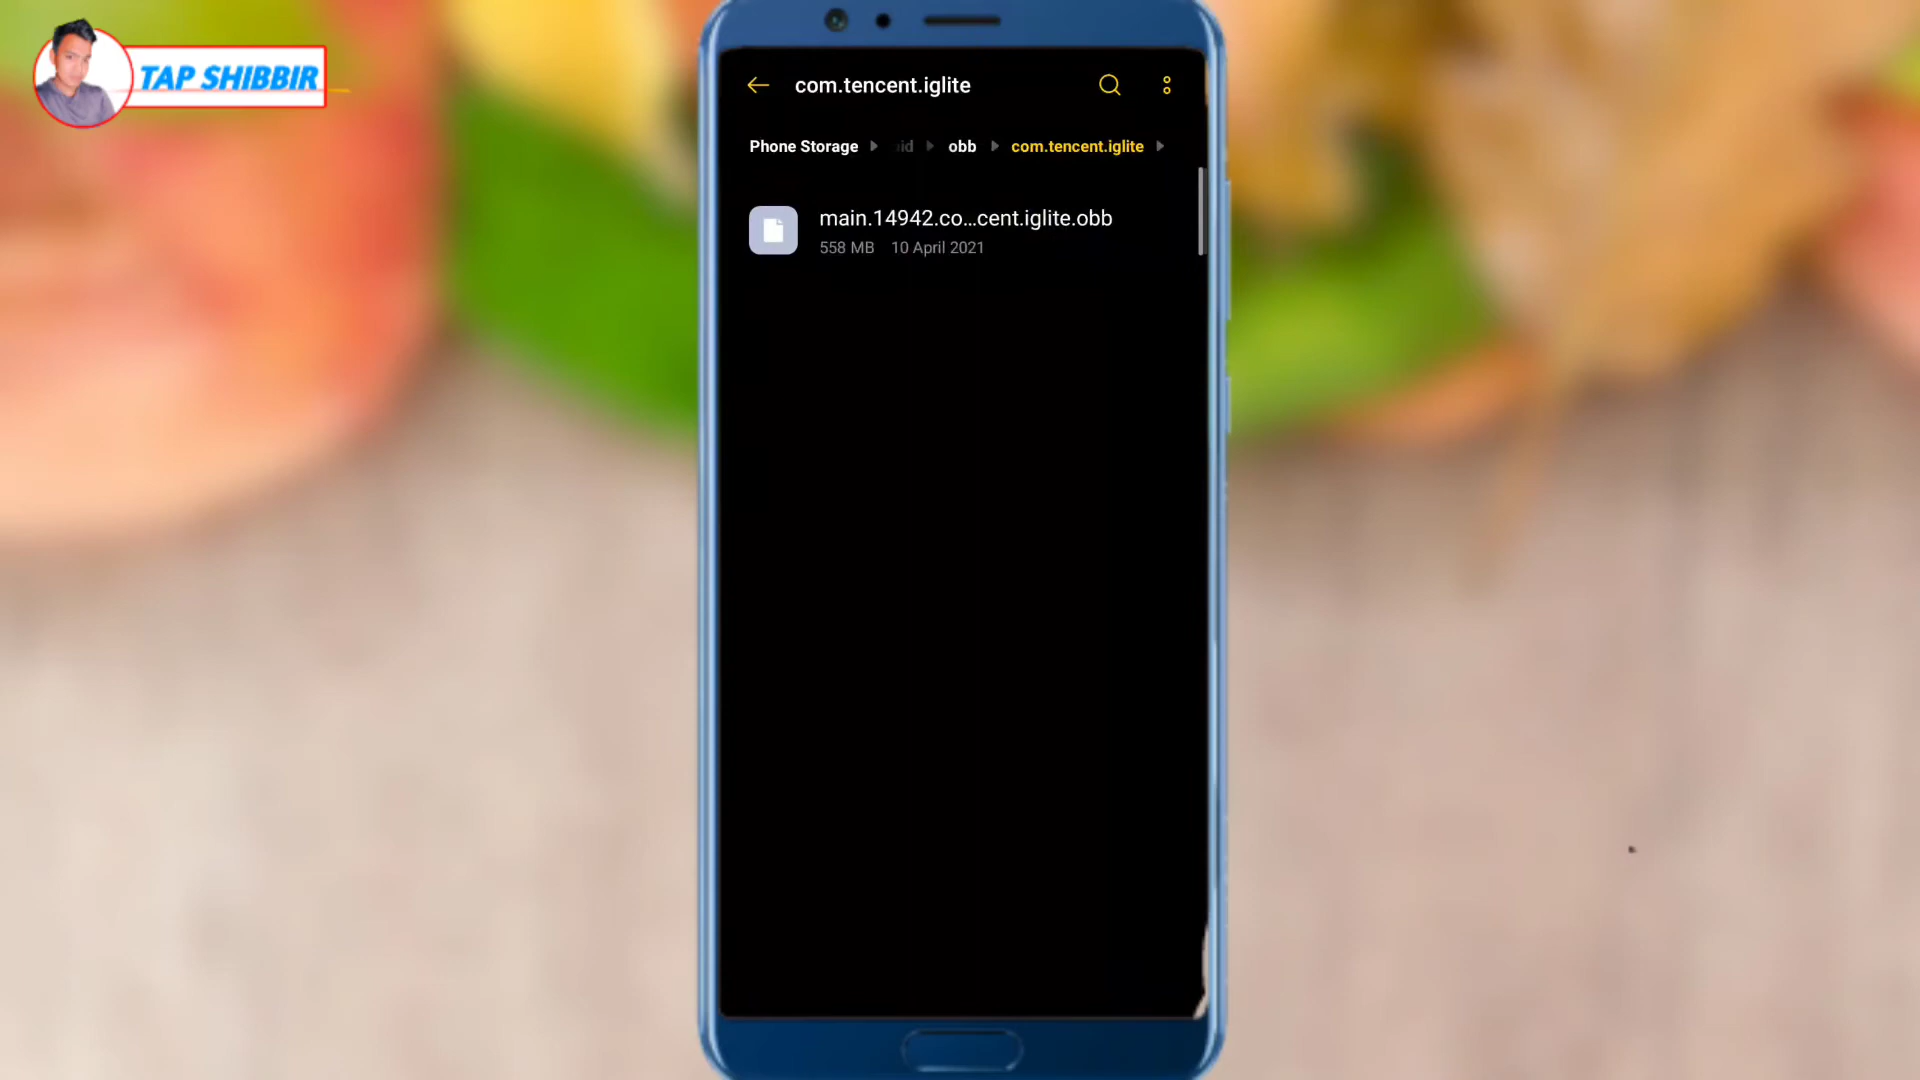 TAP SHIBBIR
com.tencent.iglite
Phone Storage obb com.tencent.iglite
main.14942.co...cent.iglite.obb
558 MB 10 April 2021